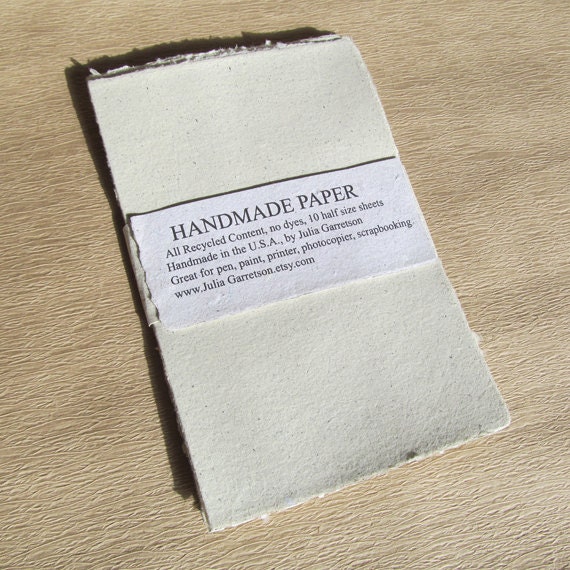 HANDMADE PAPER
All Recycled Content, no dyes, 10 half size sheets
Handmade in the U.S.A., by Julia Garretson
Great for pen, paint, printer, photocopier, scrapbooking.
www.Julia Garretson.etsy.com